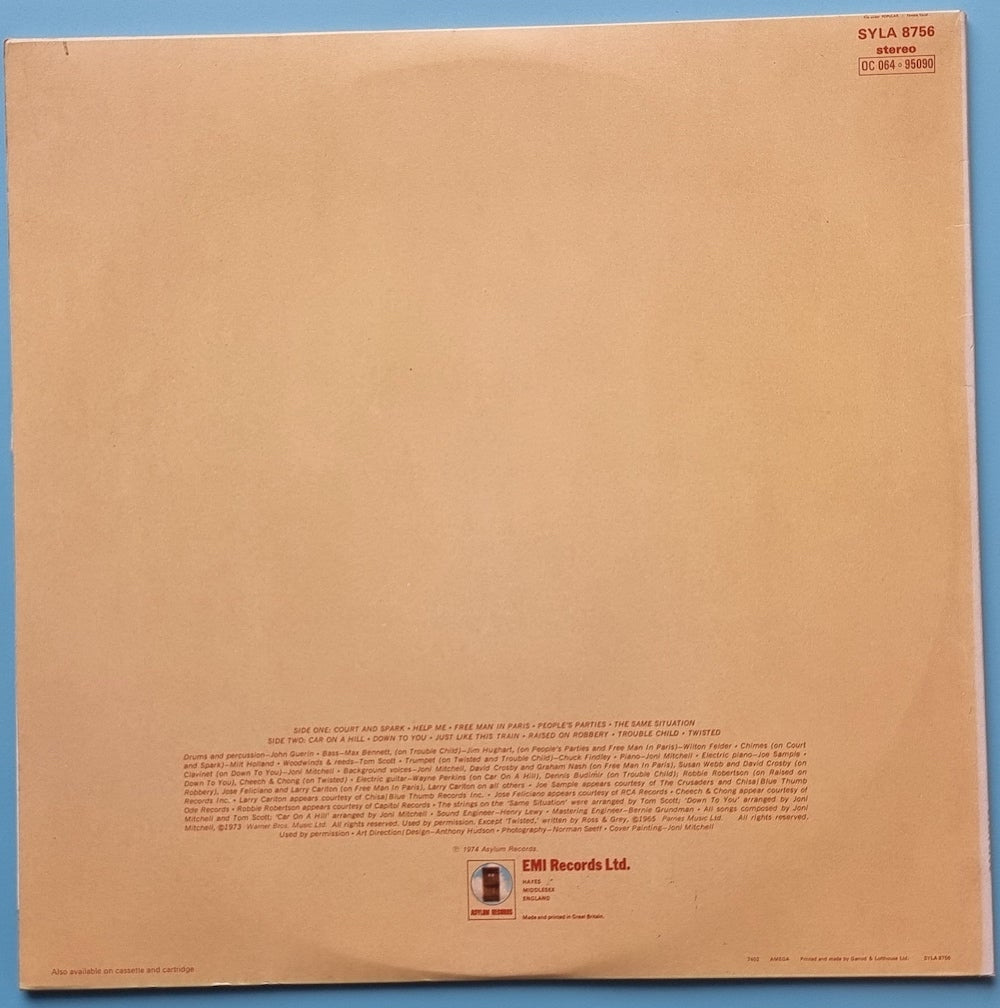 File under POPULAR : Female Vocal
SYLA 8756
stereo
OC 064 ○ 95090
SIDE ONE: COURT AND SPARK • HELP ME • FREE MAN IN PARIS • PEOPLE'S PARTIES • THE SAME SITUATION
SIDE TWO: CAR ON A HILL • DOWN TO YOU • JUST LIKE THIS TRAIN • RAISED ON ROBBERY • TROUBLE CHILD • TWISTED
Drums and percussion–John Guerin • Bass–Max Bennett, (on Trouble Child)–Jim Hughart, (on People's Parties and Free Man in Paris)–Wilton Felder • Chimes (on Court
and Spark)–Milt Holland • Woodwinds & reeds–Tom Scott • Trumpet (on Twisted and Trouble Child)–Chuck Findley • Piano–Joni Mitchell • Electric piano–Joe Sample •
Clavinet (on Down To You)–Joni Mitchell • Background voices–Joni Mitchell, David Crosby and Graham Nash (on Free Man In Paris), Susan Webb and David Crosby (on
Down To You), Cheech & Chong (on Twisted) • Electric guitar–Wayne Perkins (on Car On A Hill), Dennis Budimir (on Trouble Child); Robbie Robertson (on Raised on
Robbery), José Feliciano and Larry Carlton (on Free Man In Paris), Larry Carlton on all others • Joe Sample appears courtesy of The Crusaders and Chisa/Blue Thumb
Records Inc. • Larry Carlton appears courtesy of Chisa/Blue Thumb Records Inc. • José Feliciano appears courtesy of RCA Records • Cheech & Chong appear courtesy of
Ode Records • Robbie Robertson appears courtesy of Capitol Records • The strings on the 'Same Situation' were arranged by Tom Scott; 'Down To You' arranged by Joni
Mitchell and Tom Scott; 'Car On A Hill' arranged by Joni Mitchell • Sound Engineer–Henry Lewy • Mastering Engineer–Bernie Grundman • All songs composed by Joni
Mitchell, ©1973 Warner Bros. Music Ltd. All rights reserved. Used by permission. Except 'Twisted,' written by Ross & Grey, ©1965 Parnes Music Ltd. All rights reserved.
Used by permission • Art Direction/Design–Anthony Hudson • Photography–Norman Seeff • Cover Painting–Joni Mitchell
℗ 1974 Asylum Records.
ASYLUM RECORDS
EMI Records Ltd.
HAYES
MIDDLESEX
ENGLAND
Made and printed in Great Britain.
Also available on cassette and cartridge
7402 AMEGA Printed and made by Garrod & Lofthouse Ltd. SYLA 8756